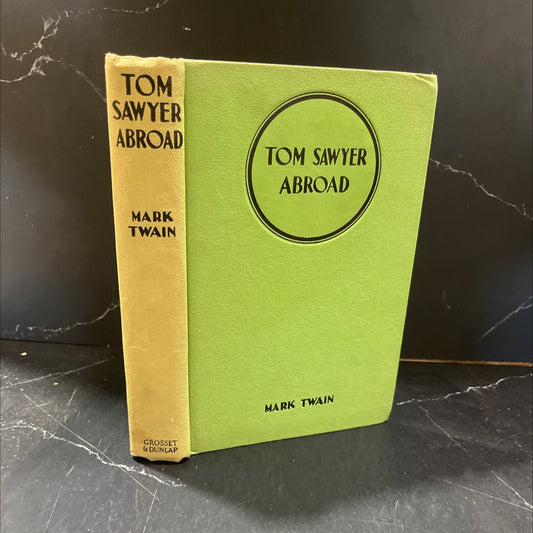 TOM
SAWYER
ABROAD
MARK
TWAIN
GROSSET
& DUNLAP
TOM SAWYER
ABROAD
MARK TWAIN